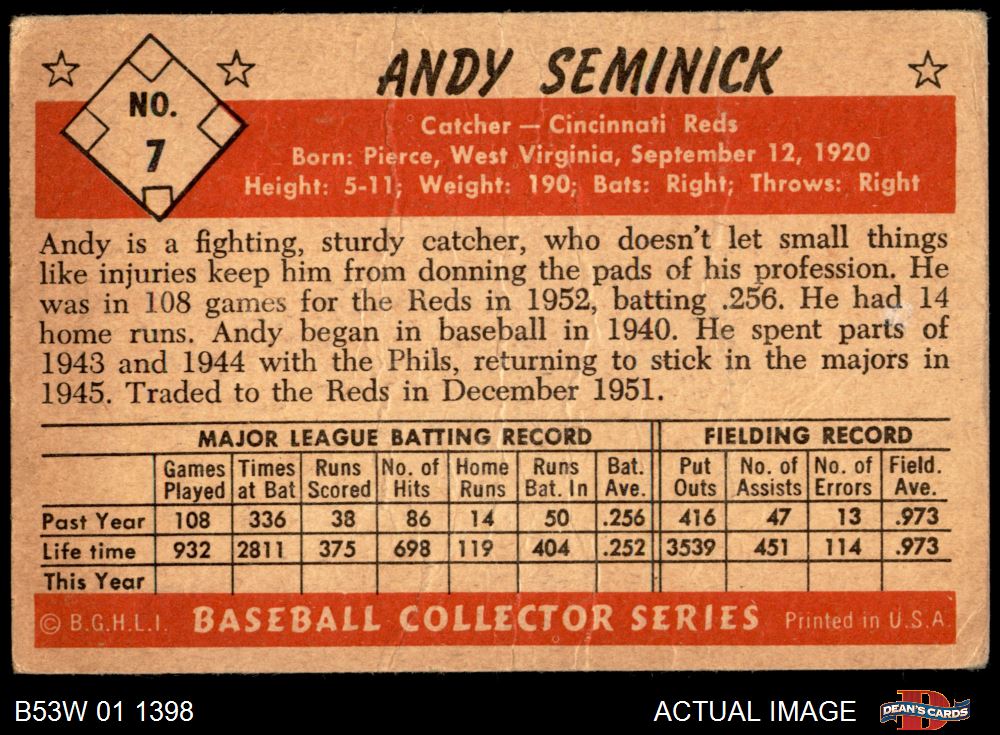 ANDY SEMINICK
NO.
7
Catcher — Cincinnati Reds
Born: Pierce, West Virginia, September 12, 1920
Height: 5-11; Weight: 190; Bats: Right; Throws: Right
Andy is a fighting, sturdy catcher, who doesn't let small things
like injuries keep him from donning the pads of his profession. He
was in 108 games for the Reds in 1952, batting .256. He had 14
home runs. Andy began in baseball in 1940. He spent parts of
1943 and 1944 with the Phils, returning to stick in the majors in
1945. Traded to the Reds in December 1951.
MAJOR LEAGUE BATTING RECORD FIELDING RECORD
Games Times Runs No. of Home Runs Bat. Put No. of No. of Field.
Played at Bat Scored Hits Runs Bat. In Ave. Outs Assists Errors Ave.
Past Year 108 336 38 86 14 50 .256 416 47 13 .973
Life time 932 2811 375 698 119 404 .252 3539 451 114 .973
This Year
© B.G.H.L.I. BASEBALL COLLECTOR SERIES Printed in U.S.A.
B53W 01 1398 ACTUAL IMAGE DEAN'S CARDS